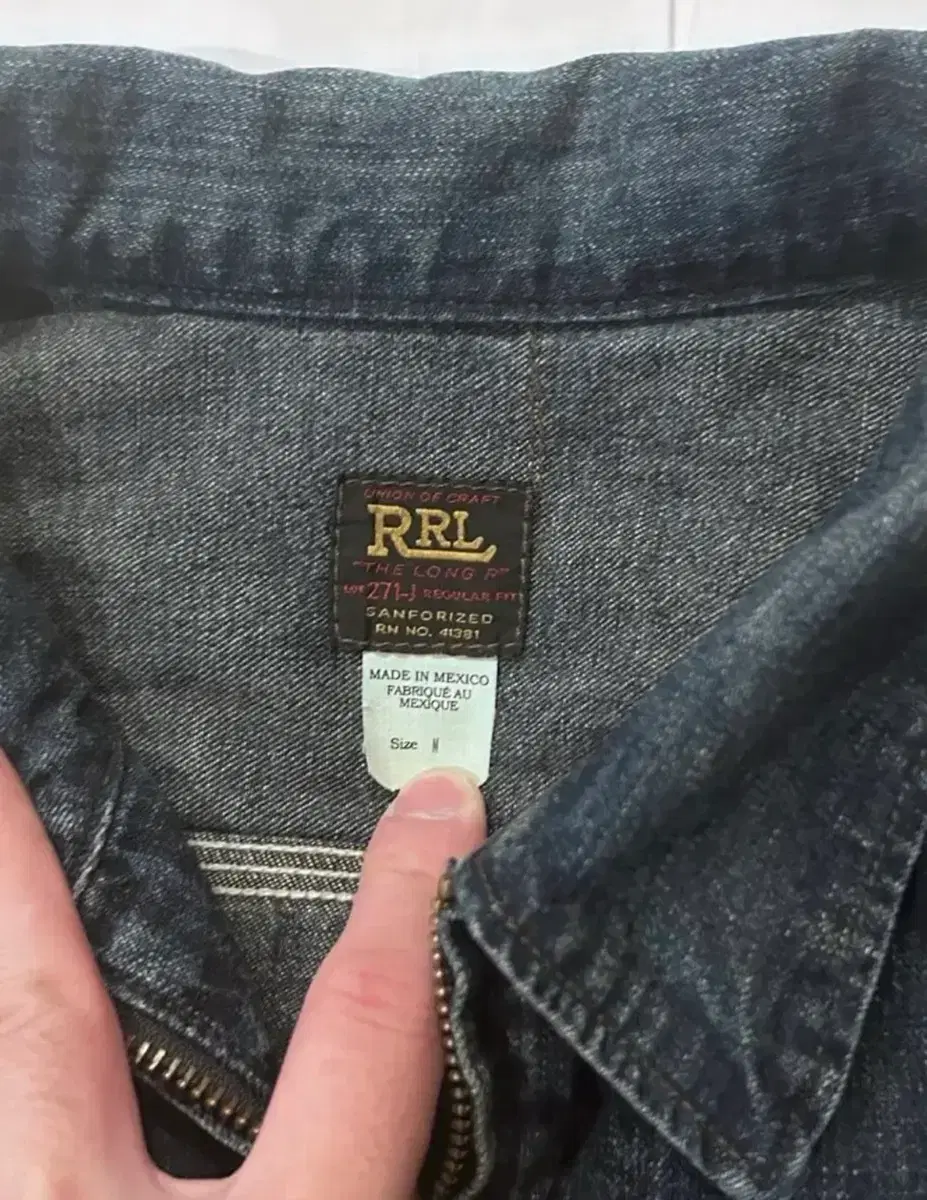 UNION OF CRAFT
RRL
"THE LONG R"
LOT 271-J REGULAR FIT
SANFORIZED
RN NO. 41381
MADE IN MEXICO
FABRIQUÉ AU
MEXIQUE
Size M